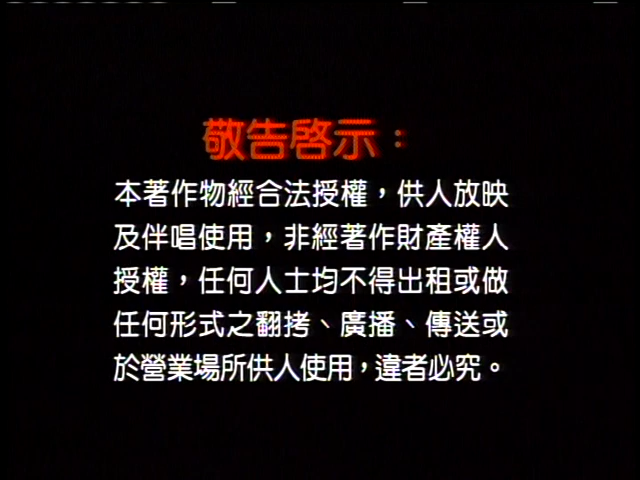 敬告啓示：
本著作物經合法授權，供人放映
及伴唱使用，非經著作財產權人
授權，任何人士均不得出租或做
任何形式之翻拷、廣播、傳送或
於營業場所供人使用，違者必究。